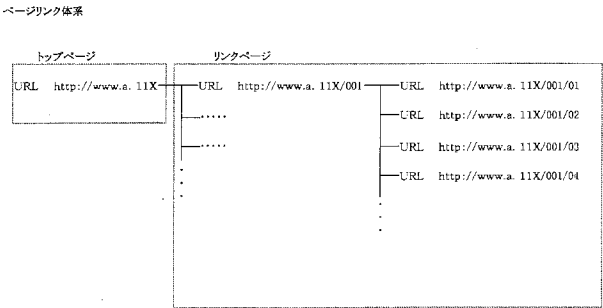 ページリンク体系
トップページ
リンクページ
URL http://www.a. 11X
URL http://www.a. 11X/001
URL http://www.a. 11X/001/01
.....
URL http://www.a. 11X/001/02
.....
URL http://www.a. 11X/001/03
URL http://www.a. 11X/001/04